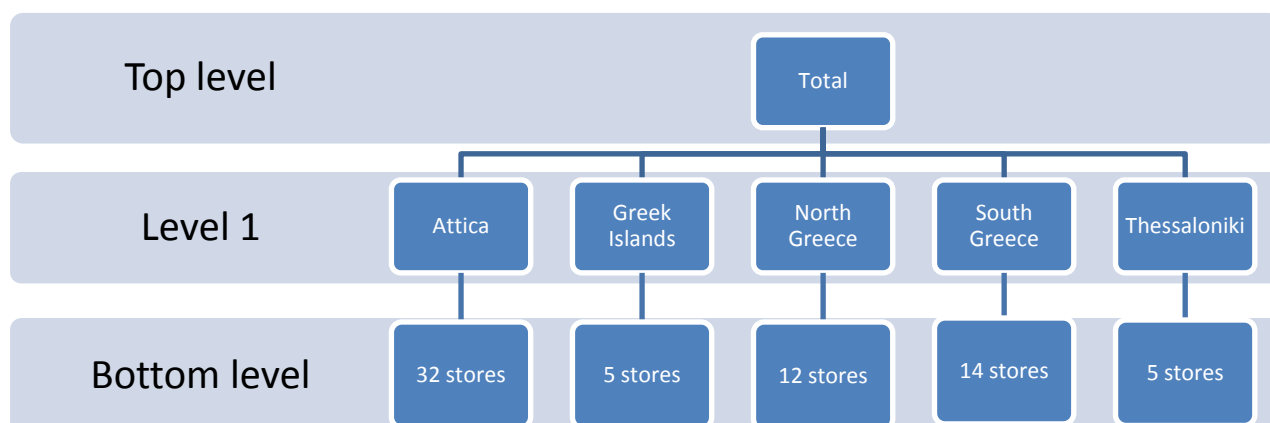 Top level
Total
Level 1
Attica
Greek
Islands
North
Greece
South
Greece
Thessaloniki
Bottom level
32 stores
5 stores
12 stores
14 stores
5 stores